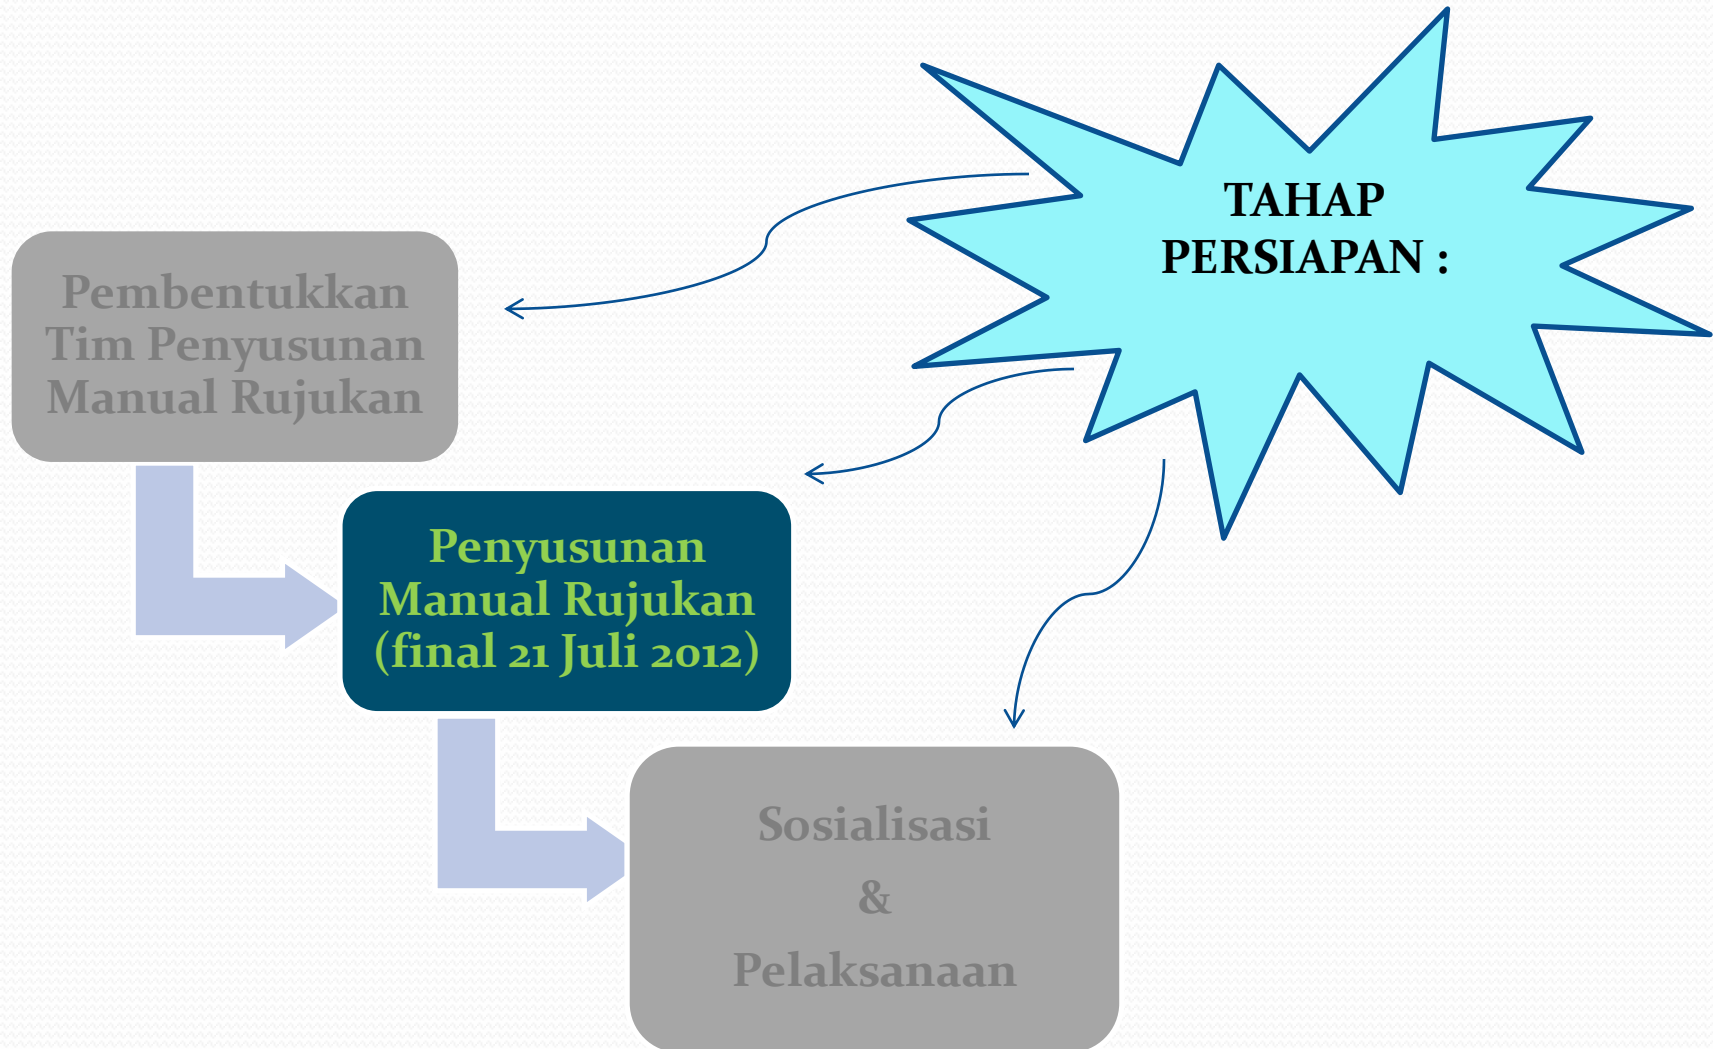 TAHAP
PERSIAPAN :
Pembentukkan
Tim Penyusunan
Manual Rujukan
Penyusunan
Manual Rujukan
(final 21 Juli 2012)
Sosialisasi
&
Pelaksanaan